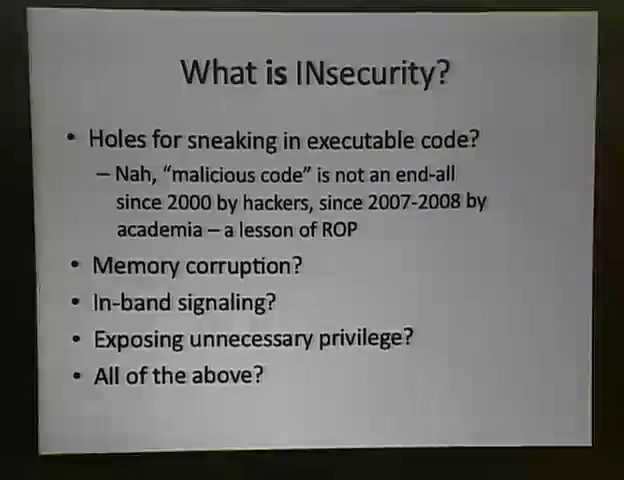 What is INsecurity?
• Holes for sneaking in executable code?
– Nah, “malicious code” is not an end-all
since 2000 by hackers, since 2007-2008 by
academia – a lesson of ROP
• Memory corruption?
• In-band signaling?
• Exposing unnecessary privilege?
• All of the above?